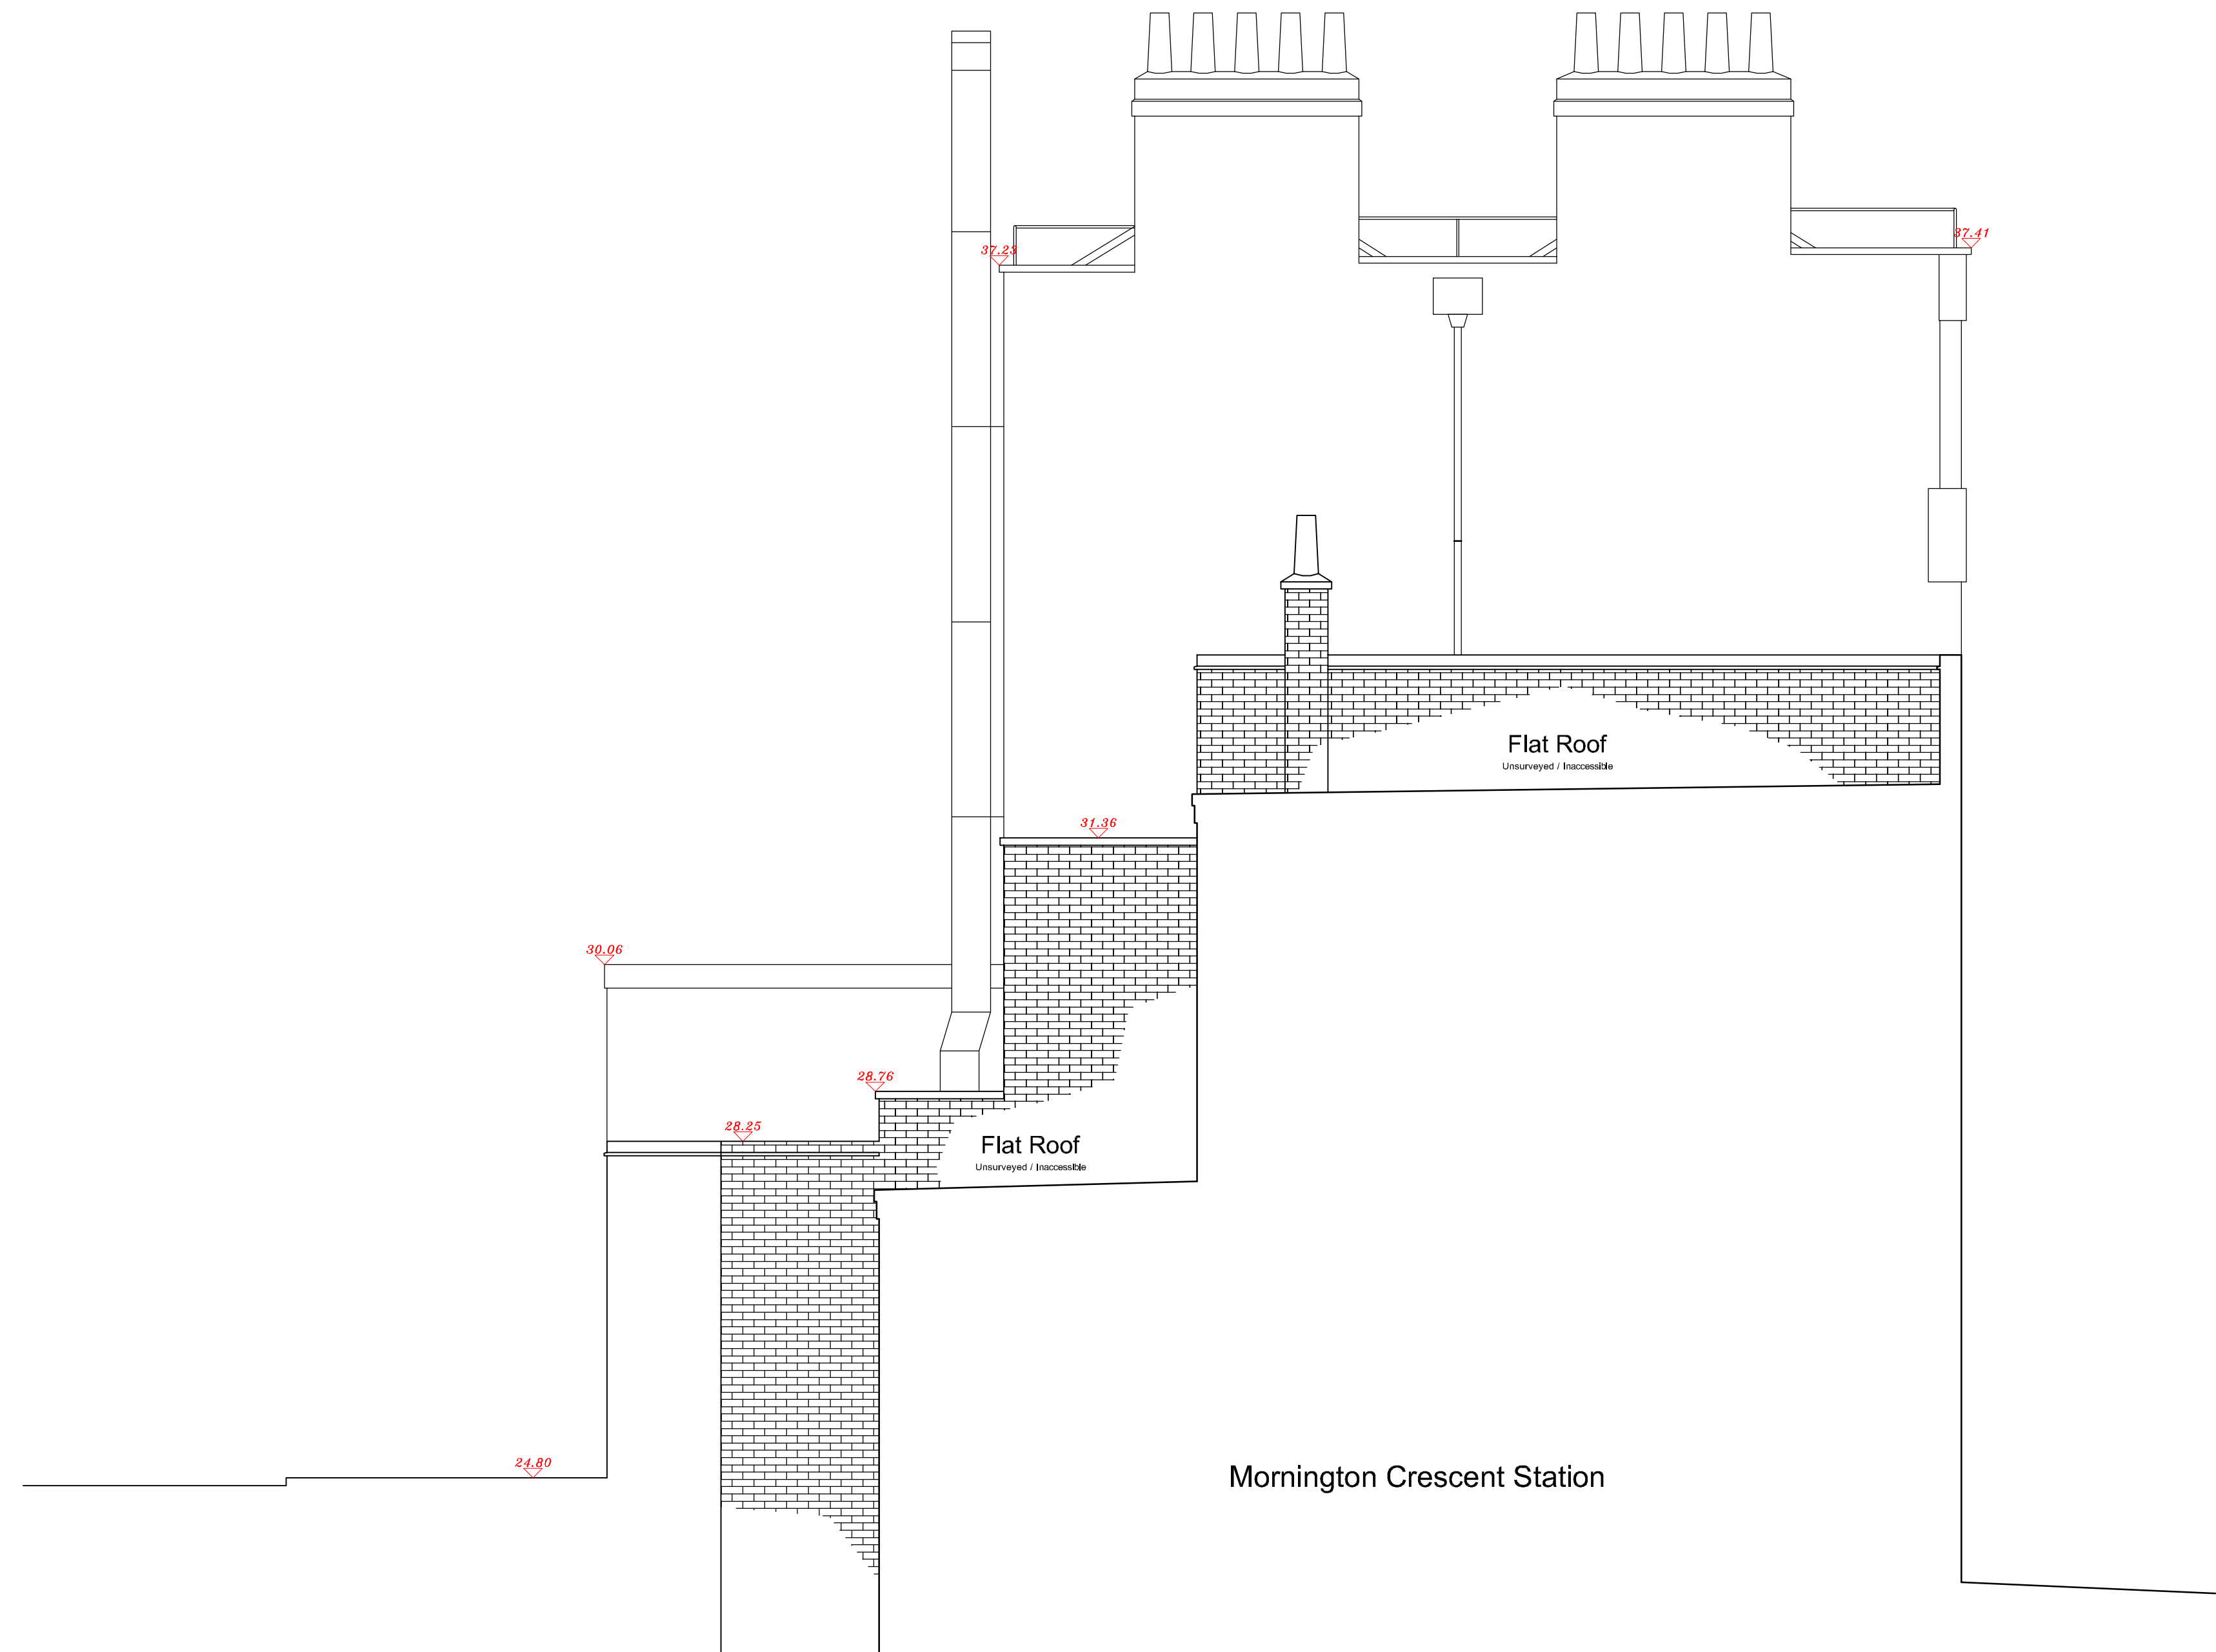 37.41
37.23
Flat Roof
Unsurveyed / Inaccessible
31.36
30.06
28.76
28.25
Flat Roof
Unsurveyed / Inaccessible
24.80
Mornington Crescent Station